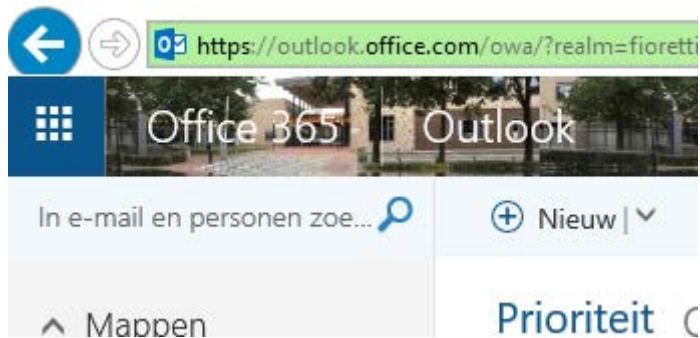 https://outlook.office.com/owa/?realm=fioretti
Office 365 Outlook
In e-mail en personen zoe... Nieuw
Mappen Prioriteit